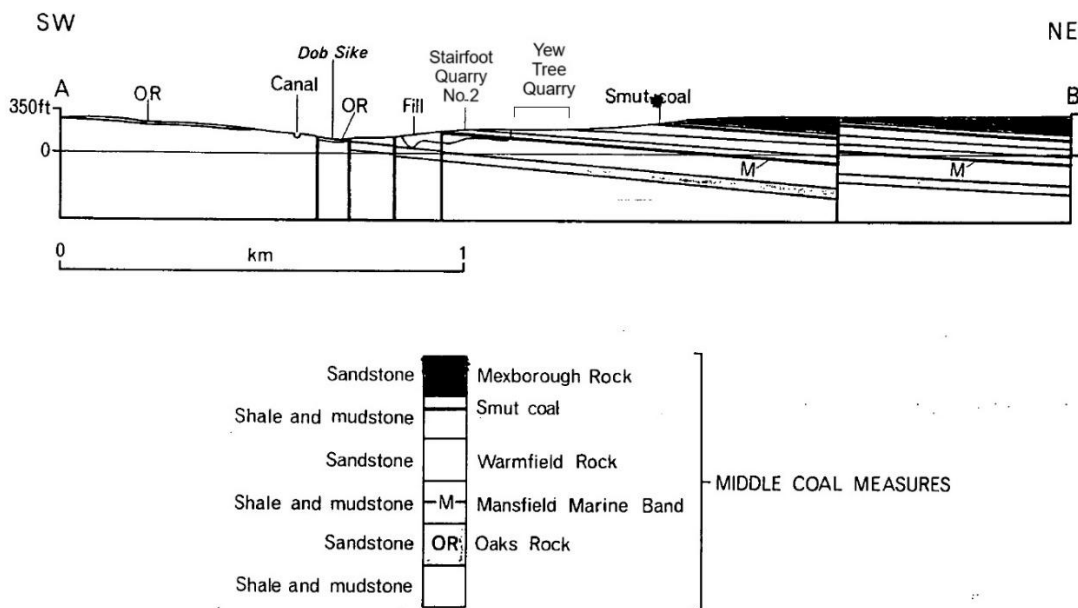 SW
NE
Dob Sike
Stairfoot
Quarry
No.2
Yew
Tree
Quarry
A
OR
Canal
OR
Fill
Smut coal
B
350ft
0
M
M
0
km
1
Sandstone
Mexborough Rock
Smut coal
Shale and mudstone
Sandstone
Warmfield Rock
Shale and mudstone
M
Mansfield Marine Band
Sandstone
OR
Oaks Rock
Shale and mudstone
MIDDLE COAL MEASURES